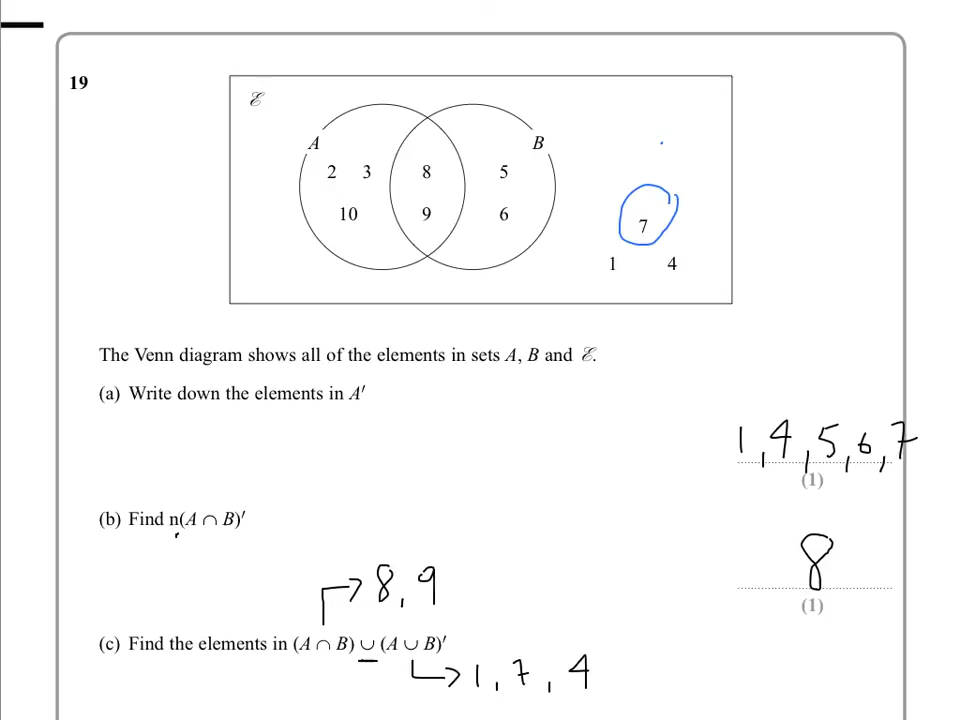 19
ℰ
A B
2 3 8 5
10 9 6 7
1 4
The Venn diagram shows all of the elements in sets A, B and ℰ.
(a) Write down the elements in A′
1, 4, 5, 6, 7
(1)
(b) Find n(A ∩ B)′
8
(1)
8, 9
(c) Find the elements in (A ∩ B) ∪ (A ∪ B)′
1, 7, 4